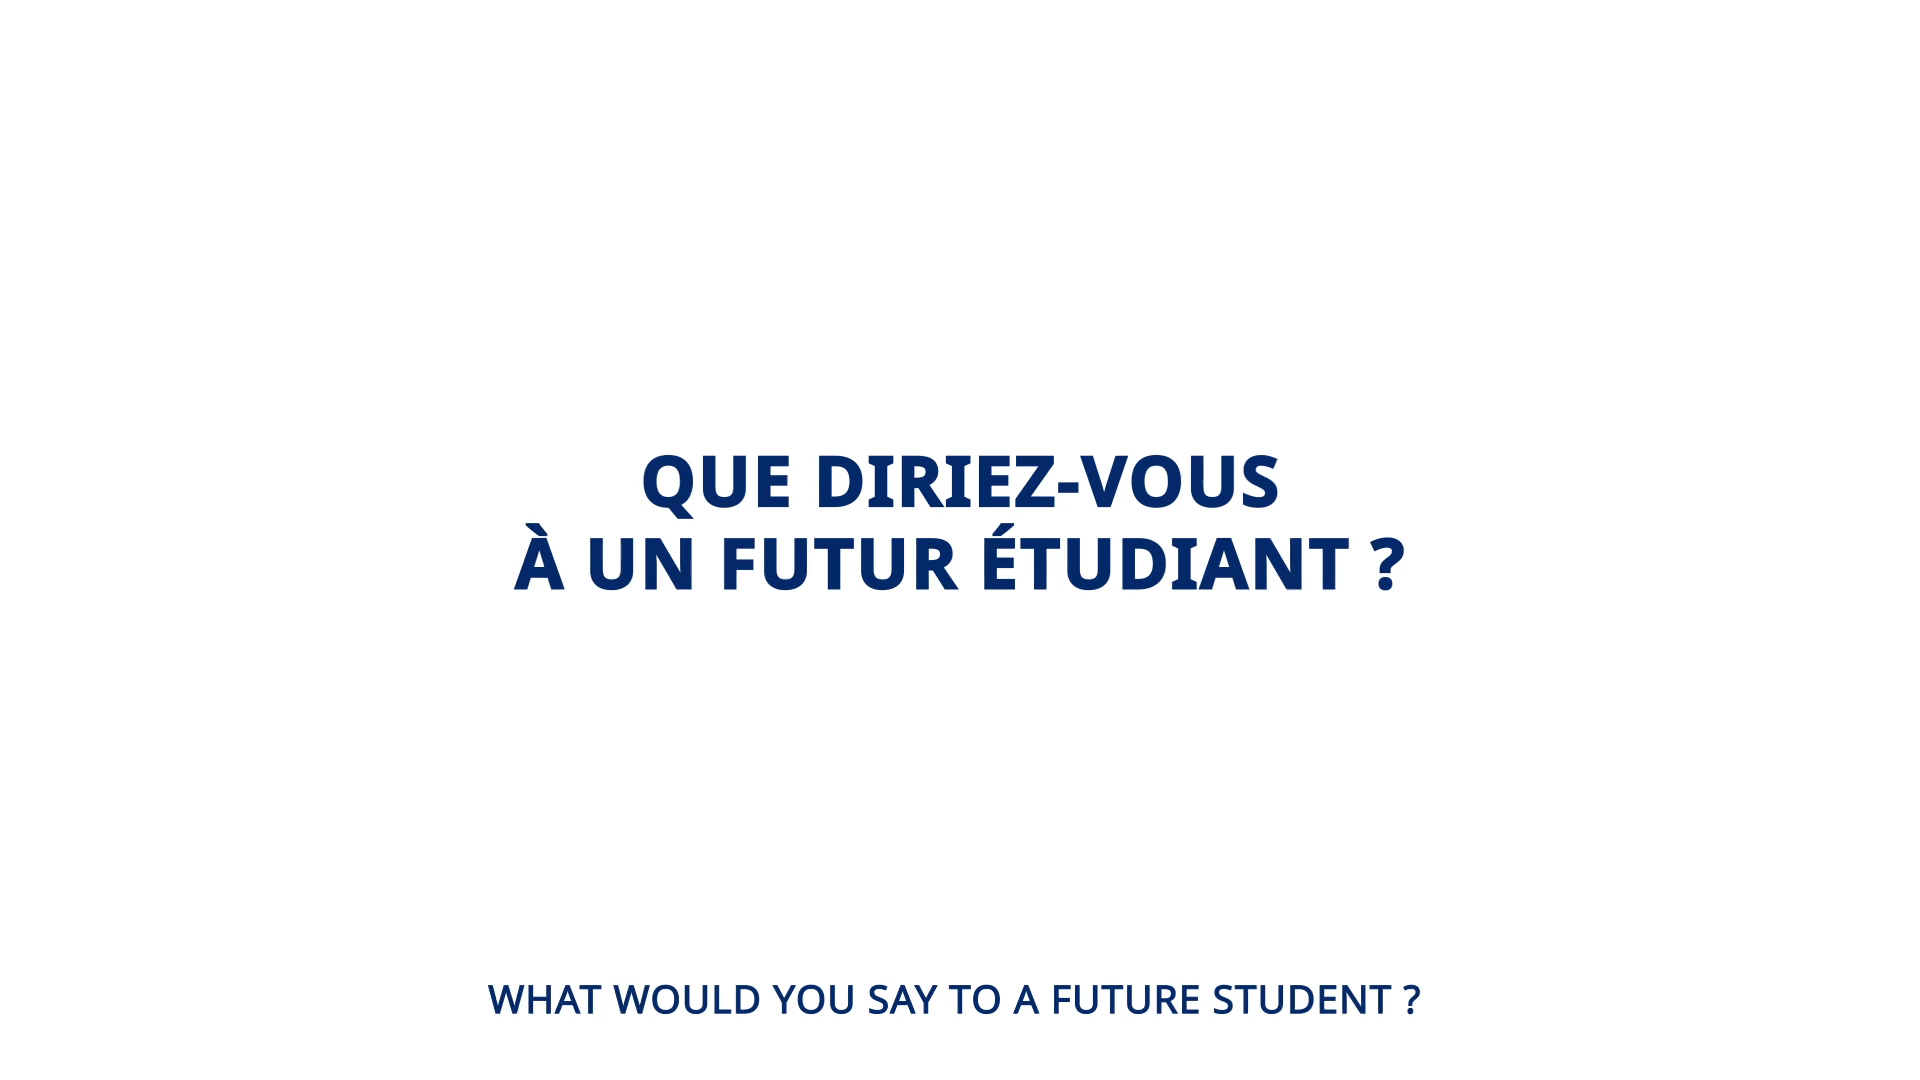 QUE DIRIEZ-VOUS
À UN FUTUR ÉTUDIANT ?
WHAT WOULD YOU SAY TO A FUTURE STUDENT ?